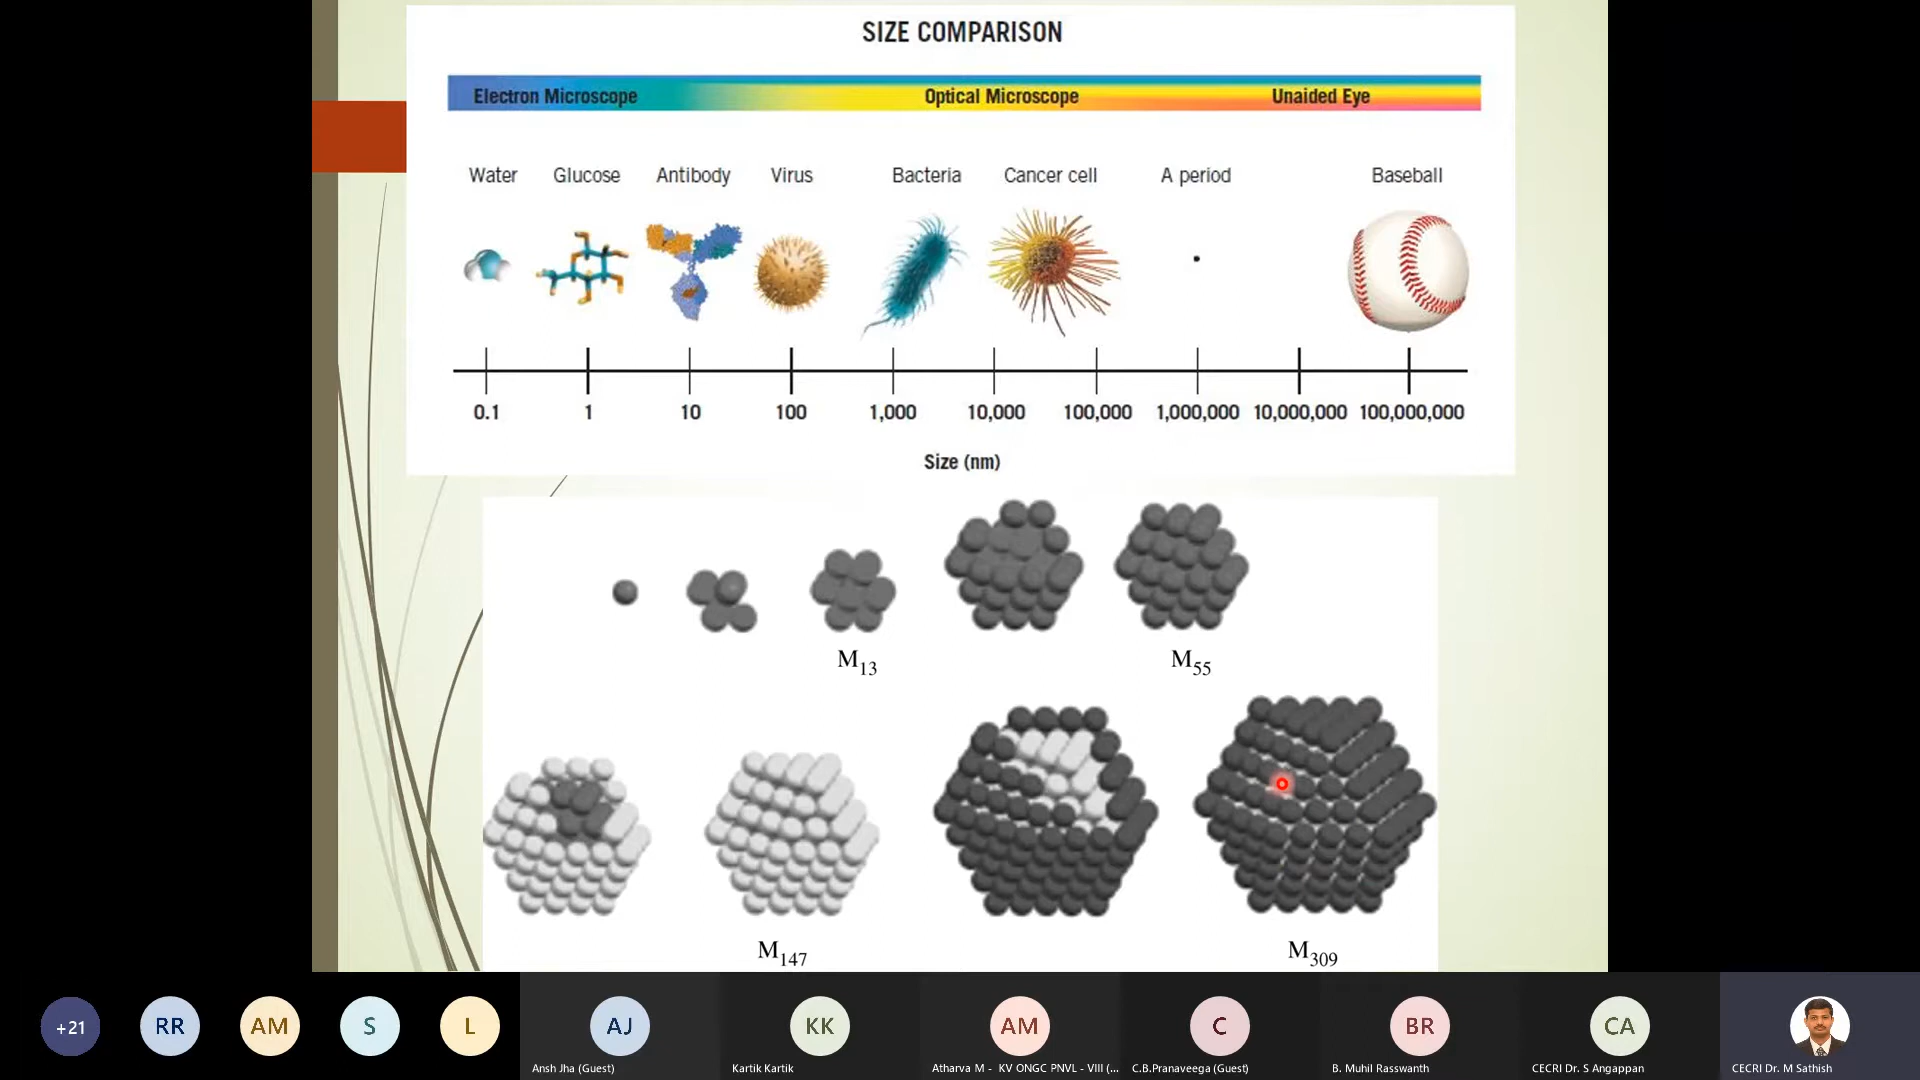 SIZE COMPARISON
Electron Microscope Optical Microscope Unaided Eye
Water Glucose Antibody Virus Bacteria Cancer cell A period Baseball
0.1 1 10 100 1,000 10,000 100,000 1,000,000 10,000,000 100,000,000
Size (nm)
M13 M55
M147 M309
+21 RR AM S L AJ KK AM C BR CA
Ansh Jha (Guest) Kartik Kartik Atharva M - KV ONGC PNVL - VIII (... C.B.Pranaveega (Guest) B. Muhil Rasswanth CECRI Dr. S Angappan CECRI Dr. M Sathish